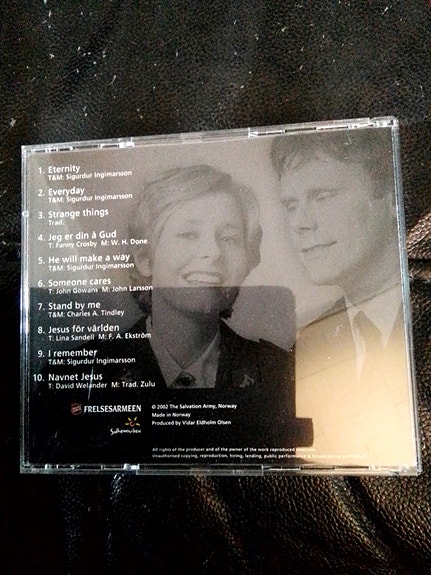 1. Eternity
T&M: Sigurdur Ingimarsson
2. Everyday
T&M: Sigurdur Ingimarsson
3. Strange things
Trad.
4. Jeg er din å Gud
T: Fanny Crosby M: W. H. Done
5. He will make a way
T&M: Sigurdur Ingimarsson
6. Someone cares
T: John Gowans M: John Larsson
7. Stand by me
T&M: Charles A. Tindley
8. Jesus för världen
T: Lina Sandell M: F. A. Ekström
9. I remember
T&M: Sigurdur Ingimarsson
10. Navnet Jesus
T: David Welander M: Trad. Zulu
FRELSESARMEEN
© 2002 The Salvation Army, Norway
Made in Norway
Produced by Vidar Eldholm Olsen
All rights of the producer and of the owner of the work reproduced reserved.
Unauthorised copying, reproduction, hiring, lending, public performance &